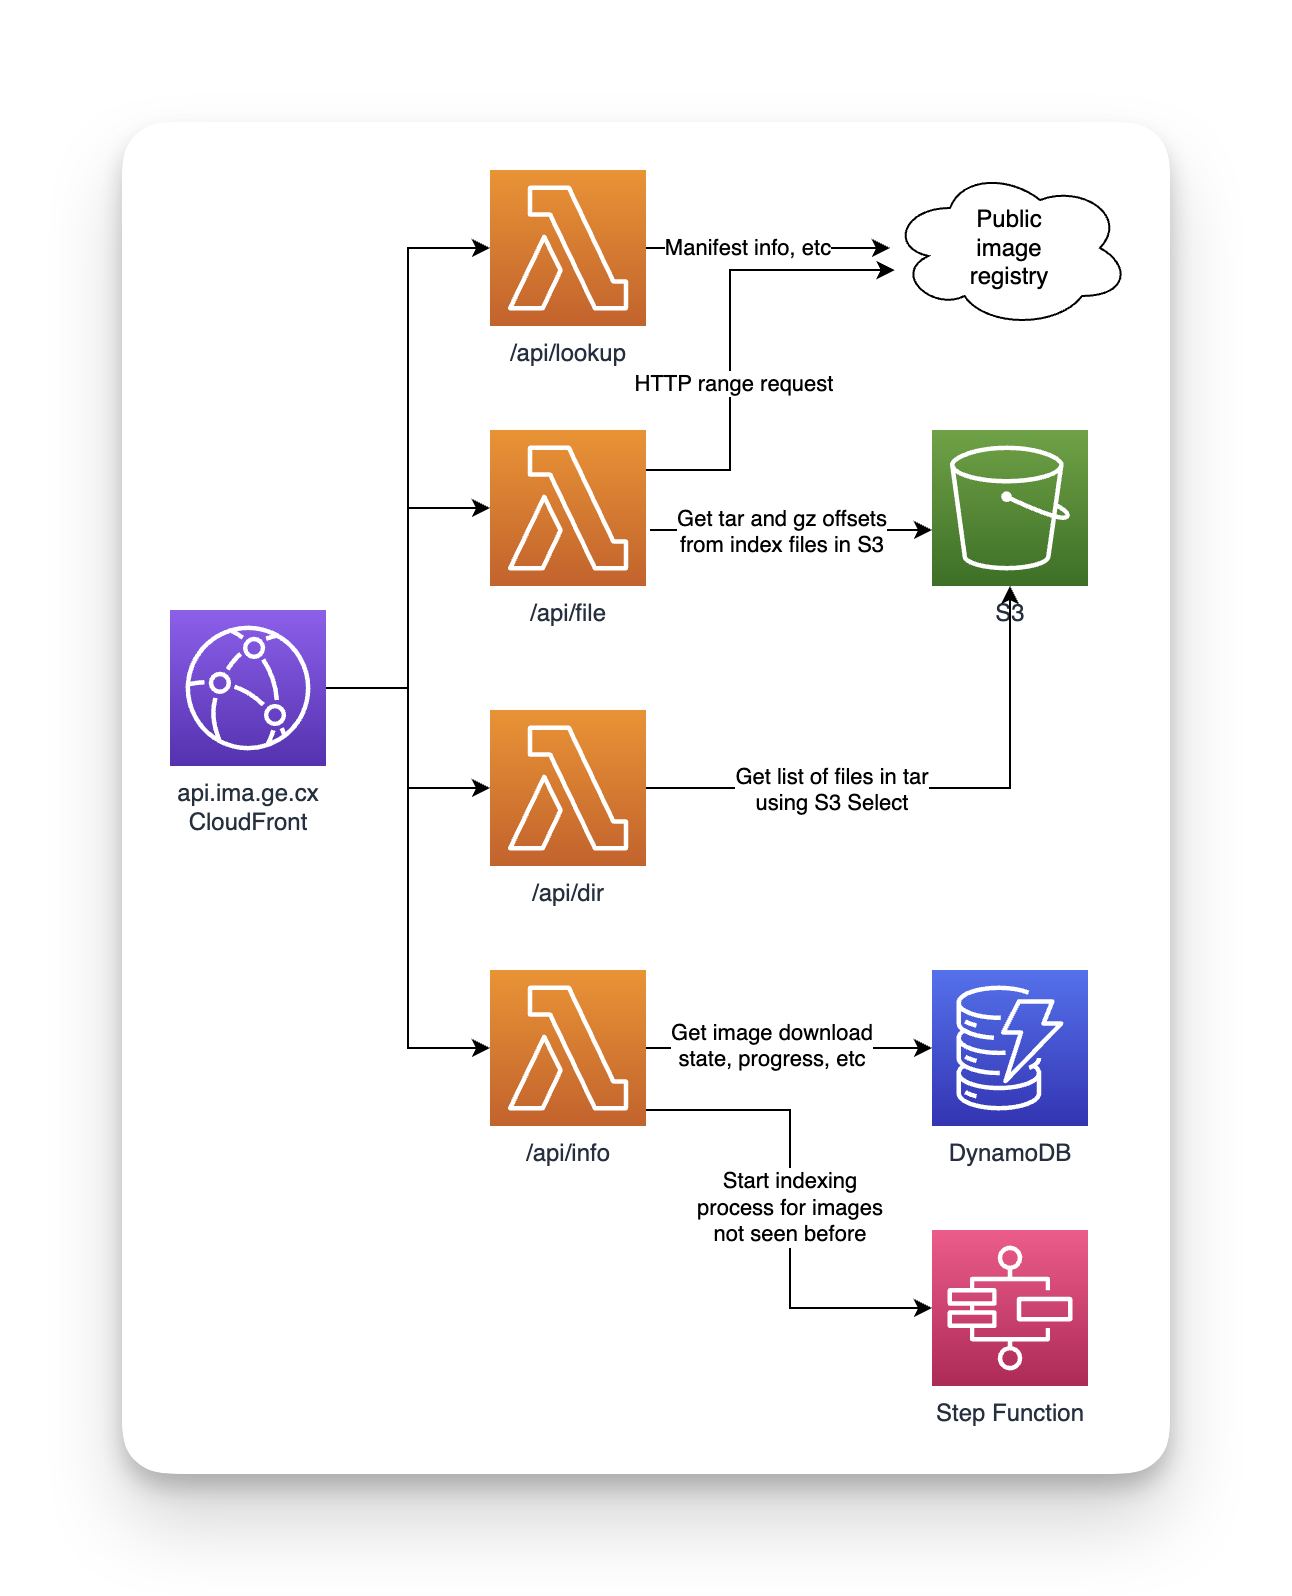 Public
image
registry
Manifest info, etc
/api/lookup
HTTP range request
Get tar and gz offsets
from index files in S3
/api/file
S3
api.ima.ge.cx
CloudFront
Get list of files in tar
using S3 Select
/api/dir
Get image download
state, progress, etc
/api/info
DynamoDB
Start indexing
process for images
not seen before
Step Function